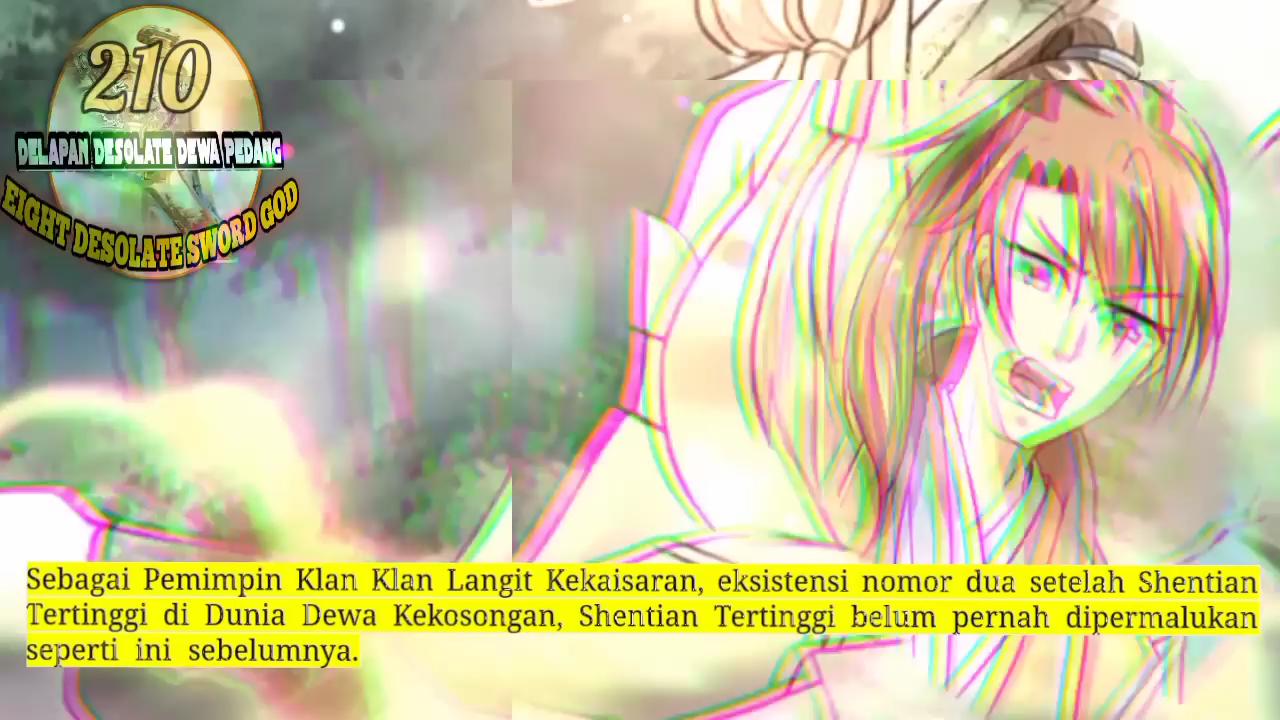 210
DELAPAN DESOLATE DEWA PEDANG
EIGHT DESOLATE SWORD GOD
Sebagai Pemimpin Klan Klan Langit Kekaisaran, eksistensi nomor dua setelah Shentian
Tertinggi di Dunia Dewa Kekosongan, Shentian Tertinggi belum pernah dipermalukan
seperti ini sebelumnya.